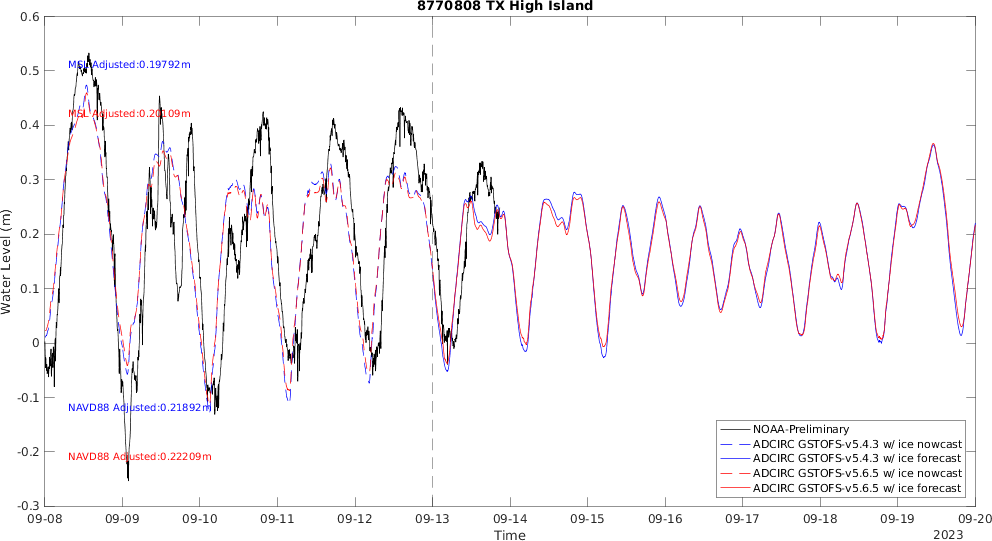 8770808 TX High Island
0.6
0.5
0.4
0.3
0.2
0.1
0
-0.1
-0.2
-0.3
Water Level (m)
MSL Adjusted:0.19792m
MSL Adjusted:0.20109m
NAVD88 Adjusted:0.21892m
NAVD88 Adjusted:0.22209m
NOAA-Preliminary
ADCIRC GSTOFS-v5.4.3 w/ ice nowcast
ADCIRC GSTOFS-v5.4.3 w/ ice forecast
ADCIRC GSTOFS-v5.6.5 w/ ice nowcast
ADCIRC GSTOFS-v5.6.5 w/ ice forecast
09-08 09-09 09-10 09-11 09-12 09-13 09-14 09-15 09-16 09-17 09-18 09-19 09-20
Time
2023